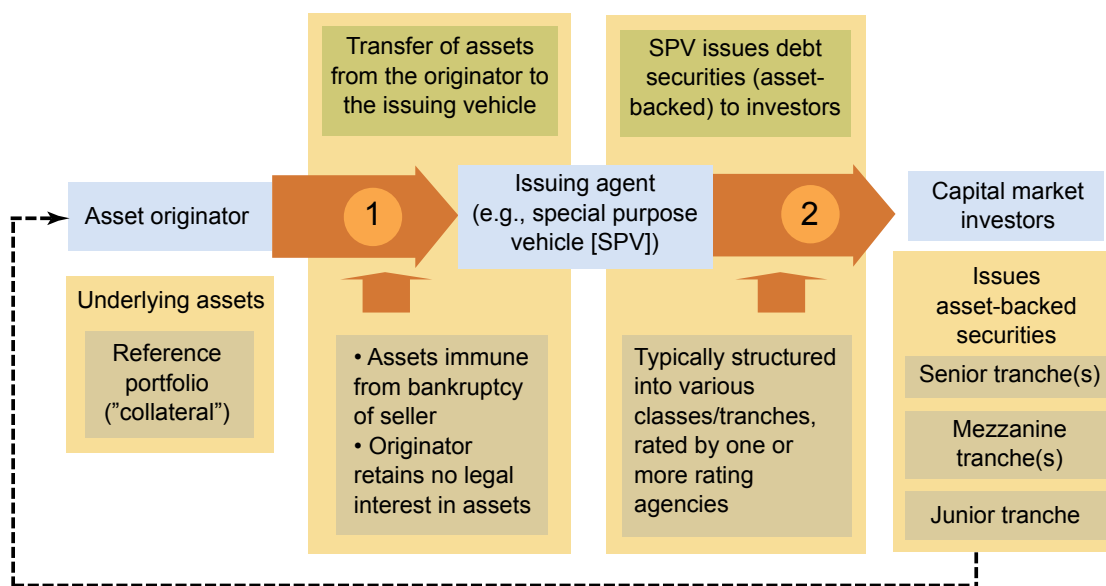 Transfer of assets
from the originator to
the issuing vehicle
SPV issues debt
securities (asset-
backed) to investors
Asset originator
1
Issuing agent
(e.g., special purpose
vehicle [SPV])
2
Capital market
investors
Underlying assets
Reference
portfolio
(”collateral”)
• Assets immune
from bankruptcy
of seller
• Originator
retains no legal
interest in assets
Typically structured
into various
classes/tranches,
rated by one or
more rating
agencies
Issues
asset-backed
securities
Senior tranche(s)
Mezzanine
tranche(s)
Junior tranche